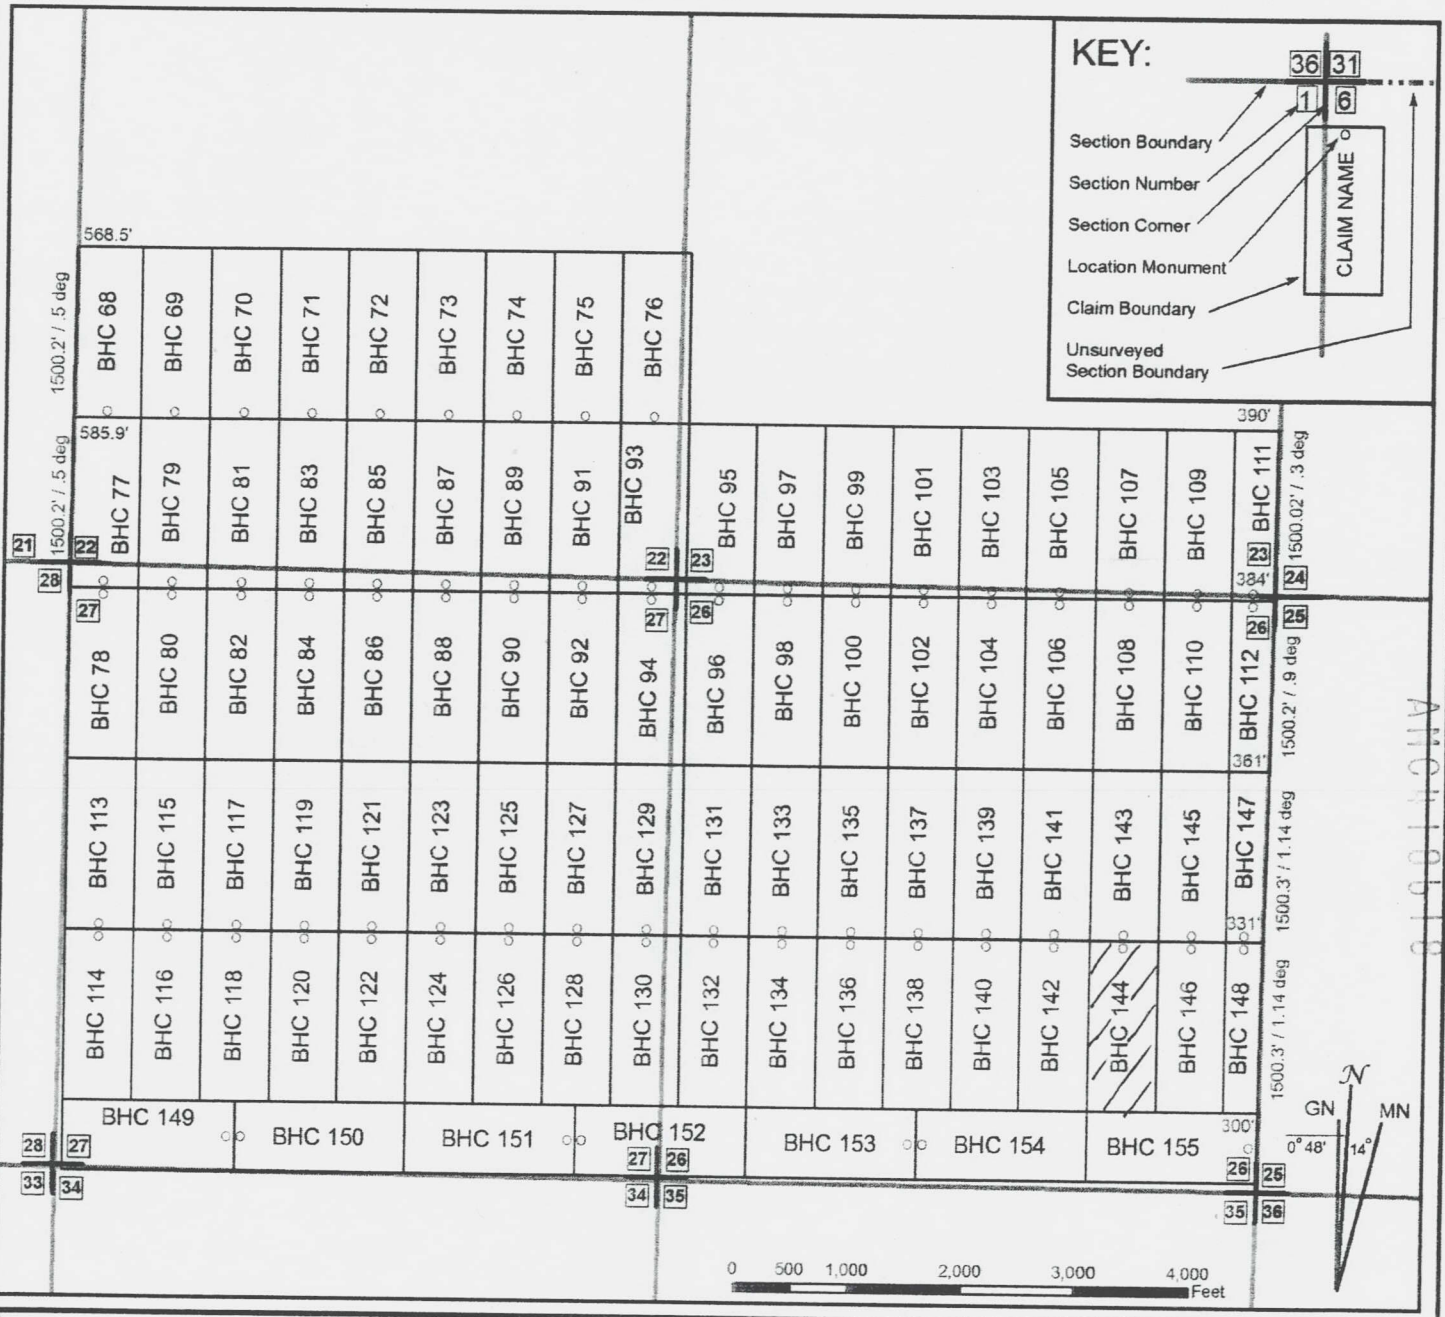 KEY:
36 31
1 6
Section Boundary
Section Number
Section Corner
Location Monument
Claim Boundary
Unsurveyed
Section Boundary
CLAIM NAME
568.5'
1500.2' / .5 deg
BHC 68 BHC 69 BHC 70 BHC 71 BHC 72 BHC 73 BHC 74 BHC 75 BHC 76
390'
585.9'
1500.2' / .5 deg
BHC 77 BHC 79 BHC 81 BHC 83 BHC 85 BHC 87 BHC 89 BHC 91 BHC 93 BHC 95 BHC 97 BHC 99 BHC 101 BHC 103 BHC 105 BHC 107 BHC 109 BHC 111
1500.02' / .3 deg
21 22 22 23 23 24
384'
28 27 27 26 26 25
BHC 78 BHC 80 BHC 82 BHC 84 BHC 86 BHC 88 BHC 90 BHC 92 BHC 94 BHC 96 BHC 98 BHC 100 BHC 102 BHC 104 BHC 106 BHC 108 BHC 110 BHC 112
1500.2' / .9 deg
361'
BHC 113 BHC 115 BHC 117 BHC 119 BHC 121 BHC 123 BHC 125 BHC 127 BHC 129 BHC 131 BHC 133 BHC 135 BHC 137 BHC 139 BHC 141 BHC 143 BHC 145 BHC 147
1500.3' / 1.14 deg
331'
BHC 114 BHC 116 BHC 118 BHC 120 BHC 122 BHC 124 BHC 126 BHC 128 BHC 130 BHC 132 BHC 134 BHC 136 BHC 138 BHC 140 BHC 142 BHC 144 BHC 146 BHC 148
1500.3' / 1.14 deg
BHC 149 BHC 150 BHC 151 BHC 152 BHC 153 BHC 154 BHC 155
300'
28 27 27 26 26 25
33 34 34 35 35 36
N
GN MN
0° 48' 14°
0 500 1,000 2,000 3,000 4,000
Feet